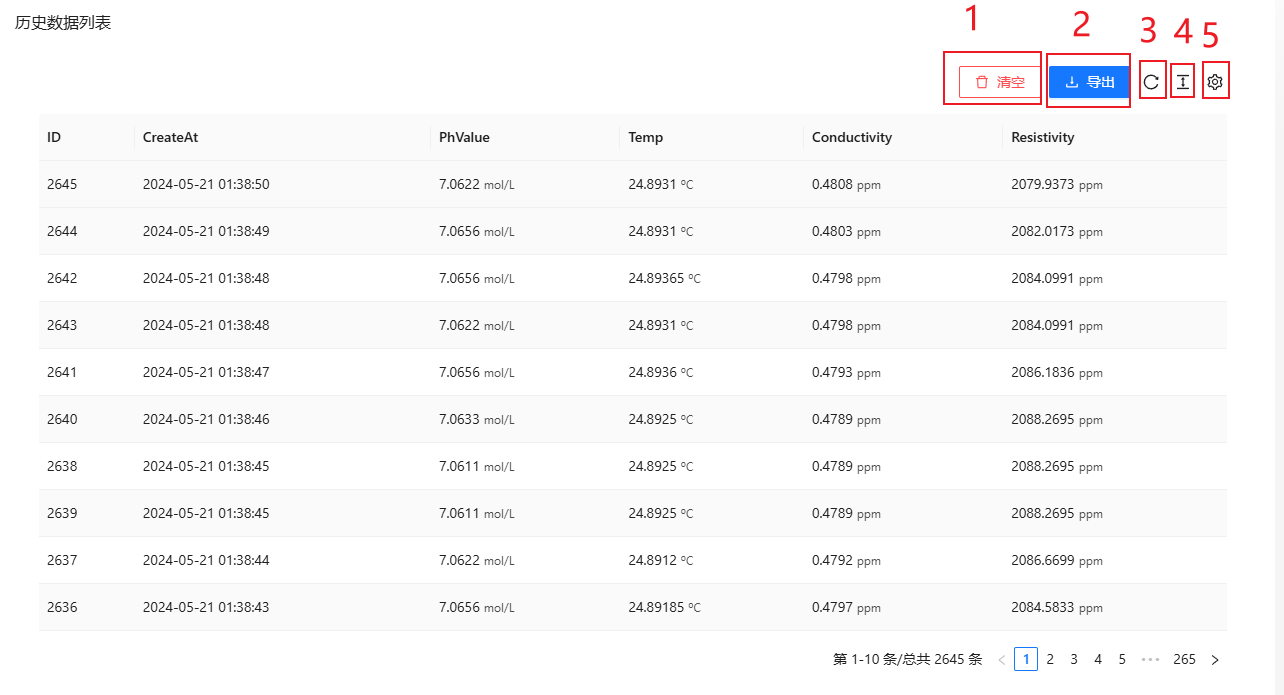 历史数据列表
1 2 3 4 5
清空 导出
ID CreateAt PhValue Temp Conductivity Resistivity
2645 2024-05-21 01:38:50 7.0622 mol/L 24.8931 ºC 0.4808 ppm 2079.9373 ppm
2644 2024-05-21 01:38:49 7.0656 mol/L 24.8931 ºC 0.4803 ppm 2082.0173 ppm
2642 2024-05-21 01:38:48 7.0656 mol/L 24.89365 ºC 0.4798 ppm 2084.0991 ppm
2643 2024-05-21 01:38:48 7.0622 mol/L 24.8931 ºC 0.4798 ppm 2084.0991 ppm
2641 2024-05-21 01:38:47 7.0656 mol/L 24.8936 ºC 0.4793 ppm 2086.1836 ppm
2640 2024-05-21 01:38:46 7.0633 mol/L 24.8925 ºC 0.4789 ppm 2088.2695 ppm
2638 2024-05-21 01:38:45 7.0611 mol/L 24.8925 ºC 0.4789 ppm 2088.2695 ppm
2639 2024-05-21 01:38:45 7.0611 mol/L 24.8925 ºC 0.4789 ppm 2088.2695 ppm
2637 2024-05-21 01:38:44 7.0622 mol/L 24.8912 ºC 0.4792 ppm 2086.6699 ppm
2636 2024-05-21 01:38:43 7.0656 mol/L 24.89185 ºC 0.4797 ppm 2084.5833 ppm
第 1-10 条/总共 2645 条 < 1 2 3 4 5 ••• 265 >